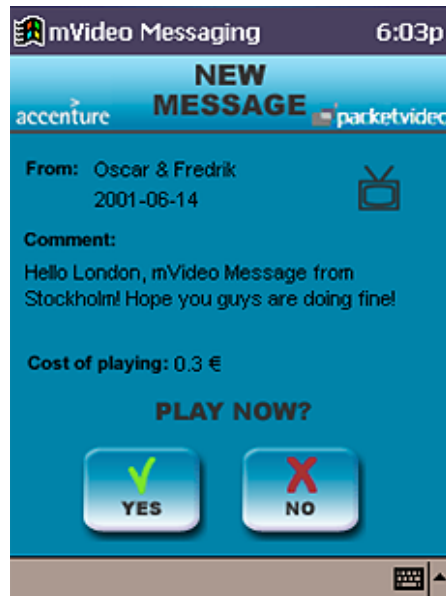 mVideo Messaging 6:03p
NEW
MESSAGE
accenture
packetvideo
From: Oscar & Fredrik
2001-06-14
Comment:
Hello London, mVideo Message from
Stockholm! Hope you guys are doing fine!
Cost of playing: 0.3 €
PLAY NOW?
YES
NO